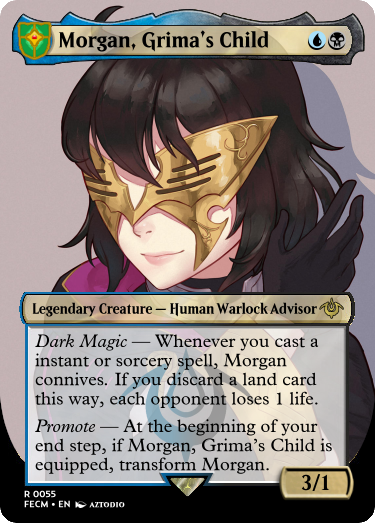 Morgan, Grima's Child
Legendary Creature — Human Warlock Advisor
Dark Magic — Whenever you cast a
instant or sorcery spell, Morgan
connives. If you discard a land card
this way, each opponent loses 1 life.
Promote — At the beginning of your
end step, if Morgan, Grima's Child is
equipped, transform Morgan.
3/1
R 0055
FECM • EN AZTODIO